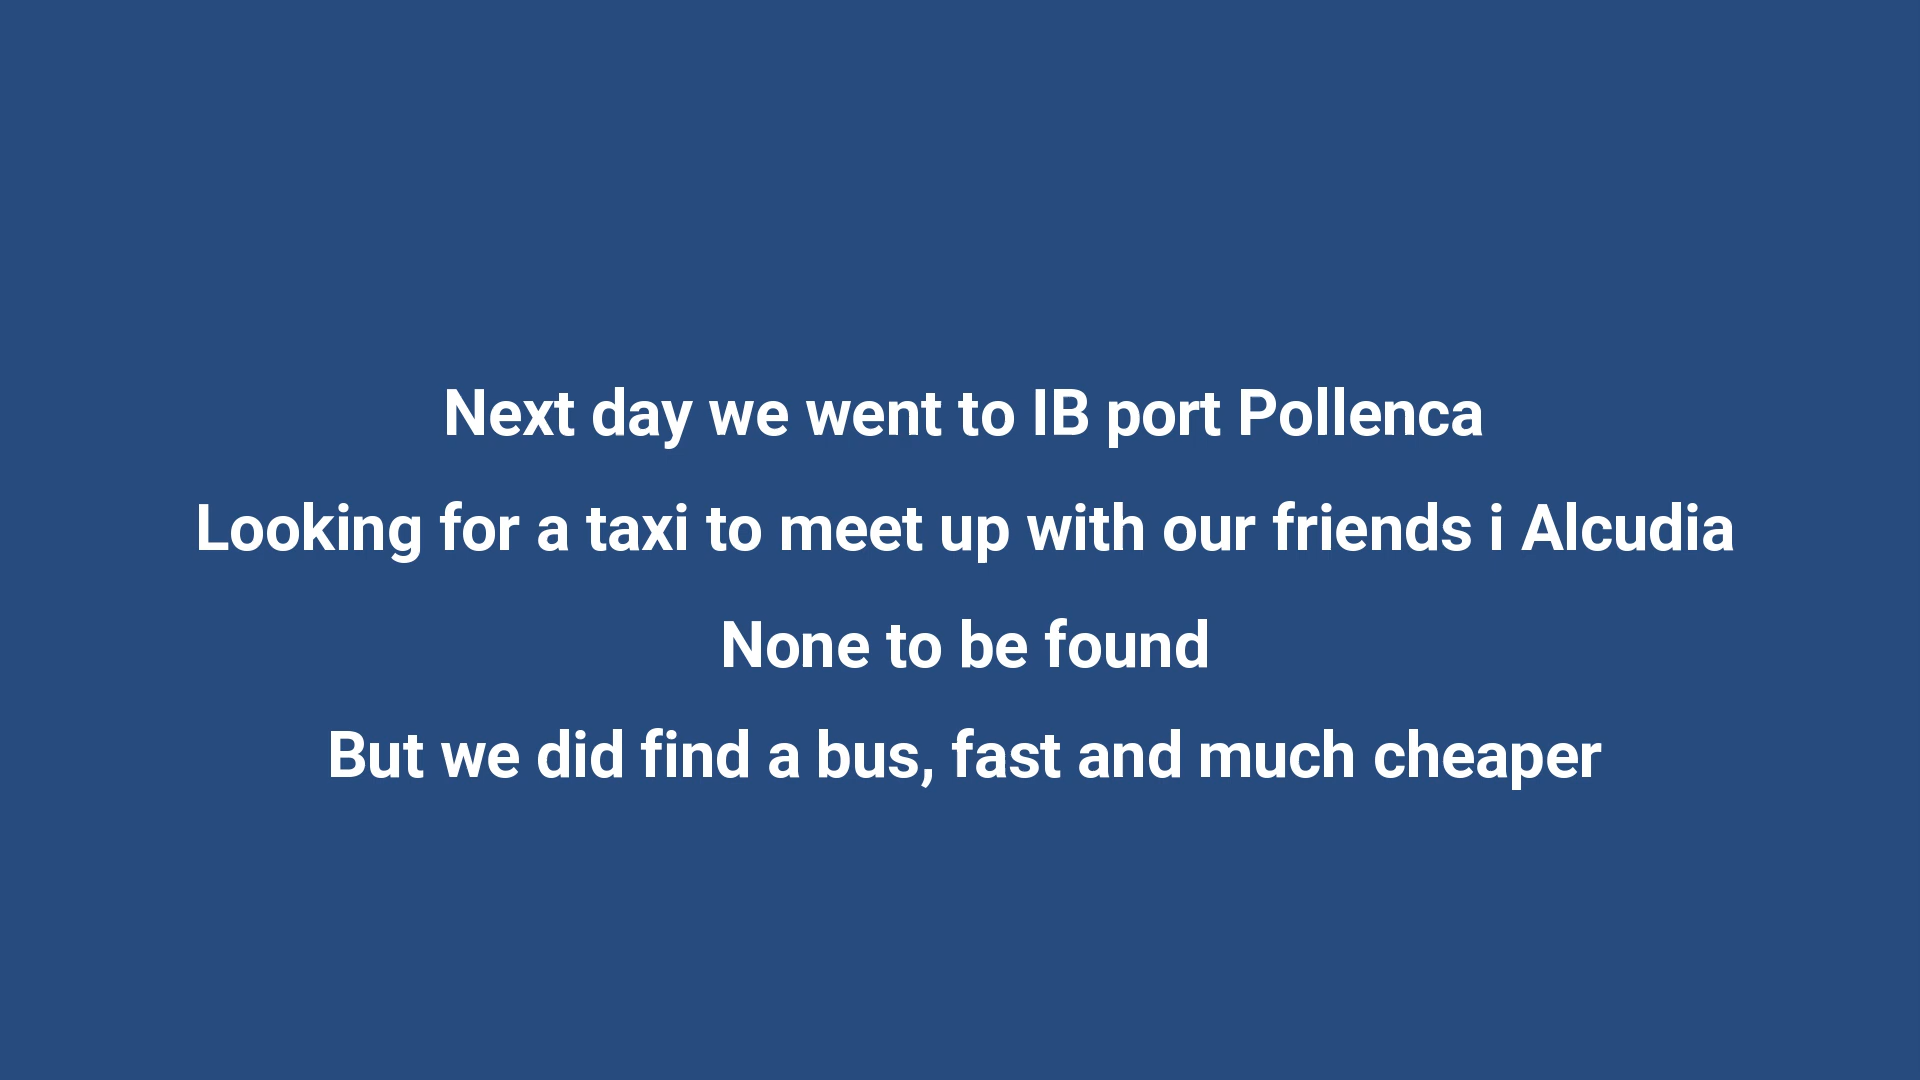 Next day we went to IB port Pollenca
Looking for a taxi to meet up with our friends i Alcudia
None to be found
But we did find a bus, fast and much cheaper